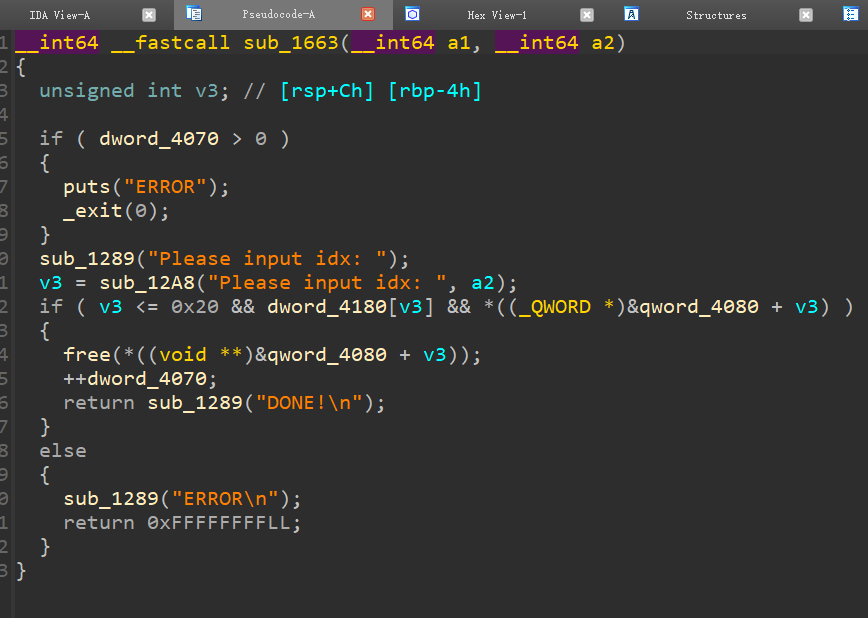 IDA View-A Pseudocode-A Hex View-1 Structures
1 __int64 __fastcall sub_1663(__int64 a1, __int64 a2)
2 {
3 unsigned int v3; // [rsp+Ch] [rbp-4h]
4
5 if ( dword_4070 > 0 )
6 {
7 puts("ERROR");
8 _exit(0);
9 }
0 sub_1289("Please input idx: ");
1 v3 = sub_12A8("Please input idx: ", a2);
2 if ( v3 <= 0x20 && dword_4180[v3] && *((_QWORD *)&qword_4080 + v3) )
3 {
4 free(*((void **)&qword_4080 + v3));
5 ++dword_4070;
6 return sub_1289("DONE!\n");
7 }
8 else
9 {
0 sub_1289("ERROR\n");
1 return 0xFFFFFFFFLL;
2 }
3 }